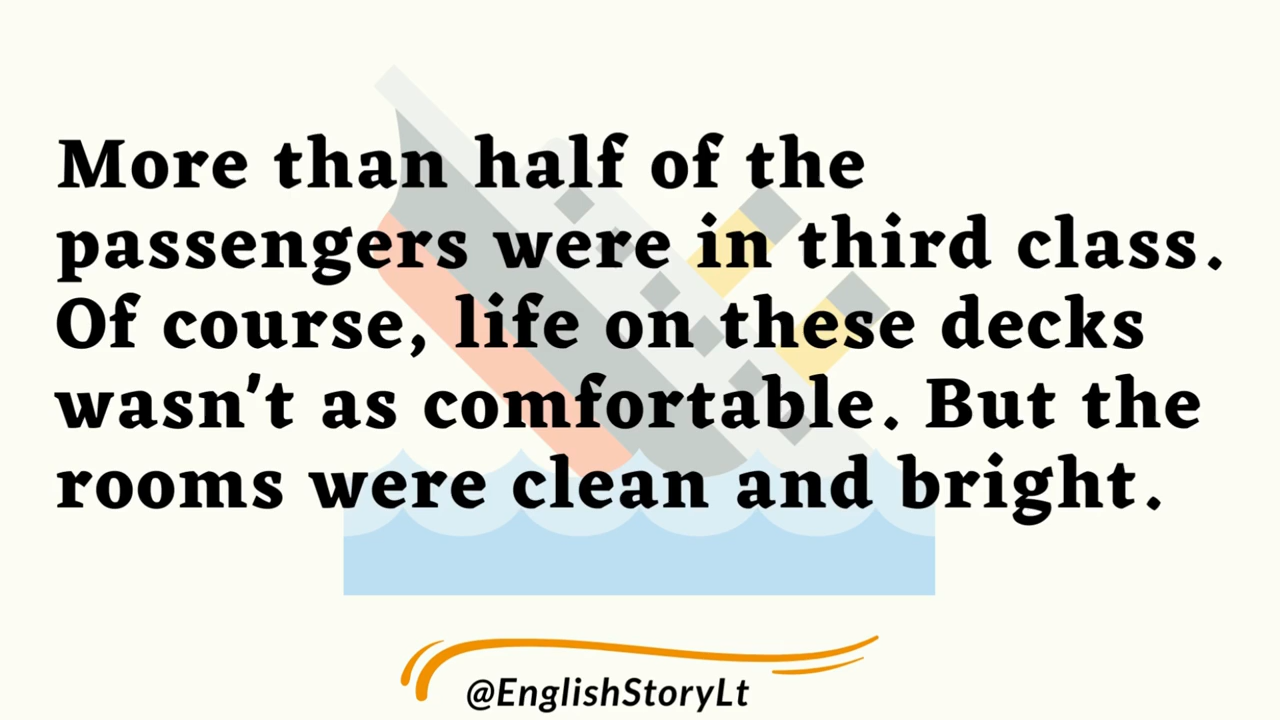 More than half of the
passengers were in third class.
Of course, life on these decks
wasn't as comfortable. But the
rooms were clean and bright.
@EnglishStoryLt